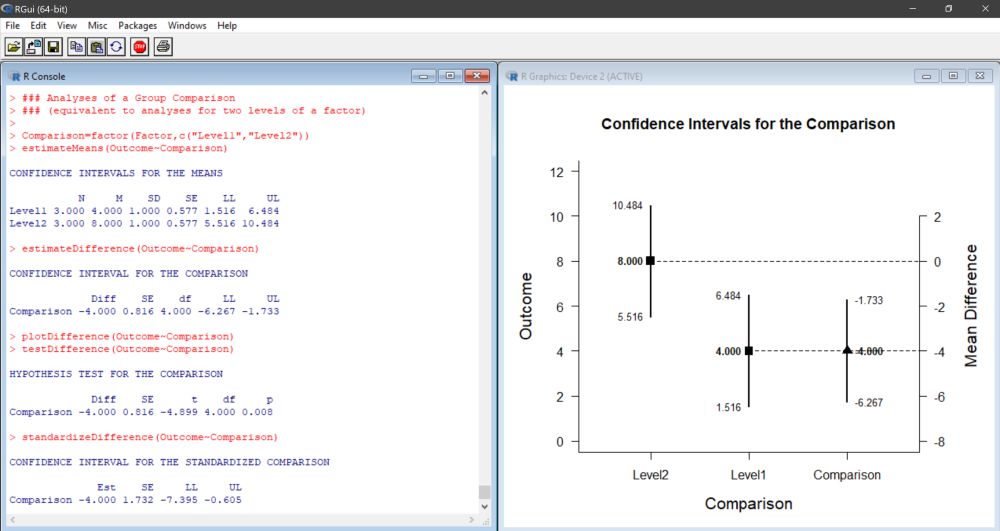 RGui (64-bit)
File Edit View Misc Packages Windows Help
STOP
R Console
> ### Analyses of a Group Comparison
> ### (equivalent to analyses for two levels of a factor)
>
> Comparison=factor(Factor,c("Level1","Level2"))
> estimateMeans(Outcome~Comparison)
CONFIDENCE INTERVALS FOR THE MEANS
N M SD SE LL UL
Level1 3.000 4.000 1.000 0.577 1.516 6.484
Level2 3.000 8.000 1.000 0.577 5.516 10.484
> estimateDifference(Outcome~Comparison)
CONFIDENCE INTERVAL FOR THE COMPARISON
Diff SE df LL UL
Comparison -4.000 0.816 4.000 -6.267 -1.733
> plotDifference(Outcome~Comparison)
> testDifference(Outcome~Comparison)
HYPOTHESIS TEST FOR THE COMPARISON
Diff SE t df p
Comparison -4.000 0.816 -4.899 4.000 0.008
> standardizeDifference(Outcome~Comparison)
CONFIDENCE INTERVAL FOR THE STANDARDIZED COMPARISON
Est SE LL UL
Comparison -4.000 1.732 -7.395 -0.605
R Graphics: Device 2 (ACTIVE)
Confidence Intervals for the Comparison
Outcome
12
10
8
6
4
2
0
10.484
8.000
5.516
6.484
4.000
1.516
-1.733
-4.000
-6.267
2
0
-2
-4
-6
-8
Mean Difference
Level2 Level1 Comparison
Comparison